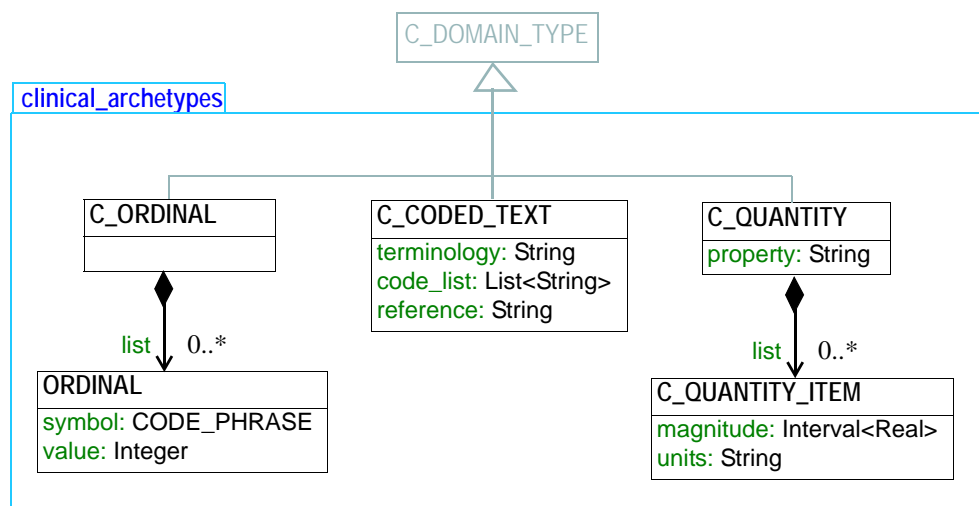 C_DOMAIN_TYPE
clinical_archetypes
C_ORDINAL
C_CODED_TEXT
terminology: String
code_list: List<String>
reference: String
C_QUANTITY
property: String
list 0..*
list 0..*
ORDINAL
symbol: CODE_PHRASE
value: Integer
C_QUANTITY_ITEM
magnitude: Interval<Real>
units: String